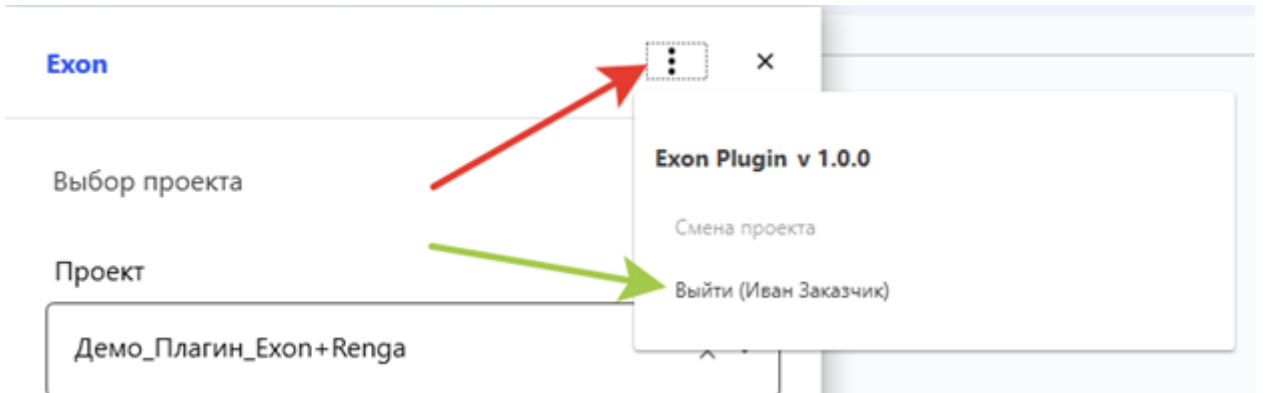 Exon
Выбор проекта
Проект
Демо_Плагин_Exon+Renga
Exon Plugin v 1.0.0
Смена проекта
Выйти (Иван Заказчик)